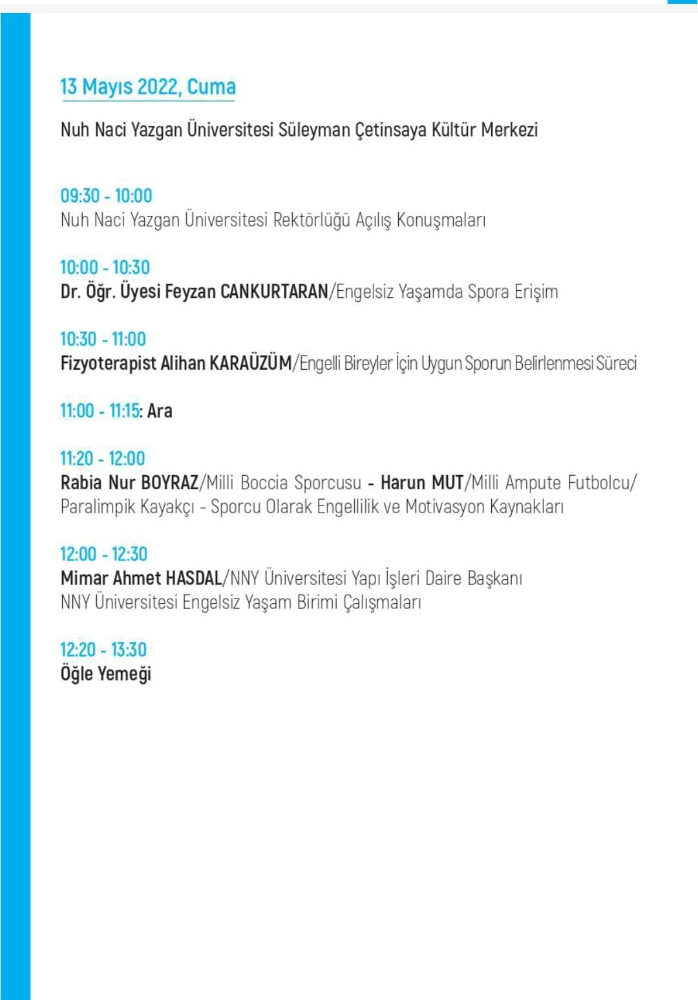 13 Mayıs 2022, Cuma
Nuh Naci Yazgan Üniversitesi Süleyman Çetinsaya Kültür Merkezi
09:30 - 10:00
Nuh Naci Yazgan Üniversitesi Rektörlüğü Açılış Konuşmaları
10:00 - 10:30
Dr. Öğr. Üyesi Feyzan CANKURTARAN/Engelsiz Yaşamda Spora Erişim
10:30 - 11:00
Fizyoterapist Alihan KARAÜZÜM/Engelli Bireyler İçin Uygun Sporun Belirlenmesi Süreci
11:00 - 11:15: Ara
11:20 - 12:00
Rabia Nur BOYRAZ/Milli Boccia Sporcusu - Harun MUT/Milli Ampute Futbolcu/
Paralimpik Kayakçı - Sporcu Olarak Engellilik ve Motivasyon Kaynakları
12:00 - 12:30
Mimar Ahmet HASDAL/NNY Üniversitesi Yapı İşleri Daire Başkanı
NNY Üniversitesi Engelsiz Yaşam Birimi Çalışmaları
12:20 - 13:30
Öğle Yemeği